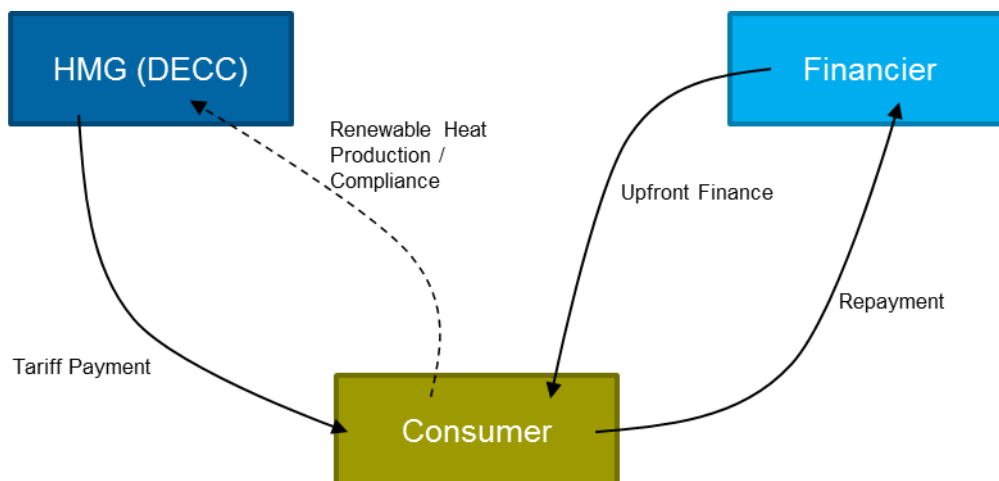 HMG (DECC)
Financier
Renewable Heat
Production /
Compliance
Upfront Finance
Repayment
Tariff Payment
Consumer